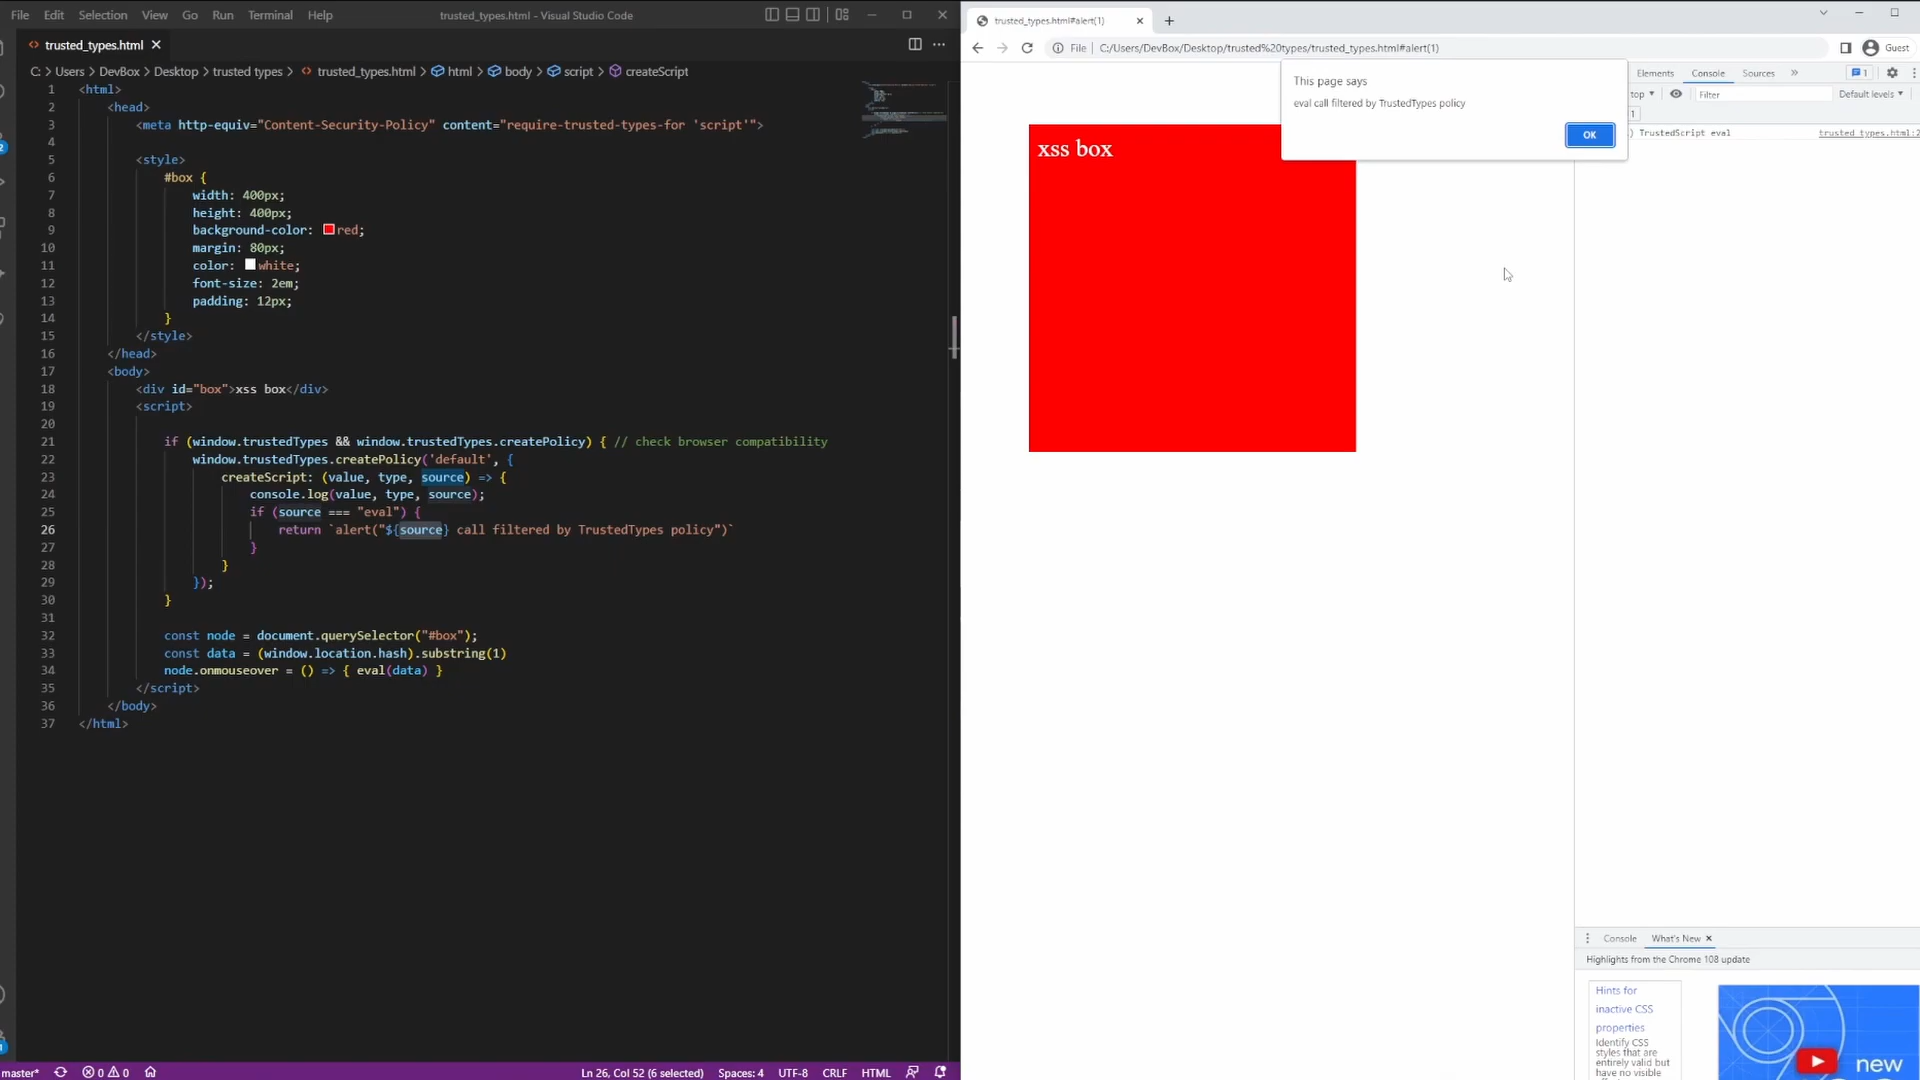 File Edit Selection View Go Run Terminal Help
trusted_types.html - Visual Studio Code
trusted_types.html
C: > Users > DevBox > Desktop > trusted types > trusted_types.html > html > body > script > createScript
1 <html>
2 <head>
3 <meta http-equiv="Content-Security-Policy" content="require-trusted-types-for 'script'">
4
5 <style>
6 #box {
7 width: 400px;
8 height: 400px;
9 background-color: red;
10 margin: 80px;
11 color: white;
12 font-size: 2em;
13 padding: 12px;
14 }
15 </style>
16 </head>
17 <body>
18 <div id="box">xss box</div>
19 <script>
20
21 if (window.trustedTypes && window.trustedTypes.createPolicy) { // check browser compatibility
22 window.trustedTypes.createPolicy('default', {
23 createScript: (value, type, source) => {
24 console.log(value, type, source);
25 if (source === "eval") {
26 return `alert("${source} call filtered by TrustedTypes policy")`
27 }
28 }
29 });
30 }
31
32 const node = document.querySelector("#box");
33 const data = (window.location.hash).substring(1)
34 node.onmouseover = () => { eval(data) }
35 </script>
36 </body>
37 </html>
master* 0 0
Ln 26, Col 52 (6 selected) Spaces: 4 UTF-8 CRLF HTML
trusted_types.html#alert(1)
File C:/Users/DevBox/Desktop/trusted%20types/trusted_types.html#alert(1)
Guest
This page says
eval call filtered by TrustedTypes policy
OK
xss box
Elements Console Sources
1
top Filter Default levels
1
) TrustedScript eval trusted_types.html:2
Console What's New
Highlights from the Chrome 108 update
Hints for
inactive CSS
properties
Identify CSS
styles that are
entirely valid but
have no visible
new